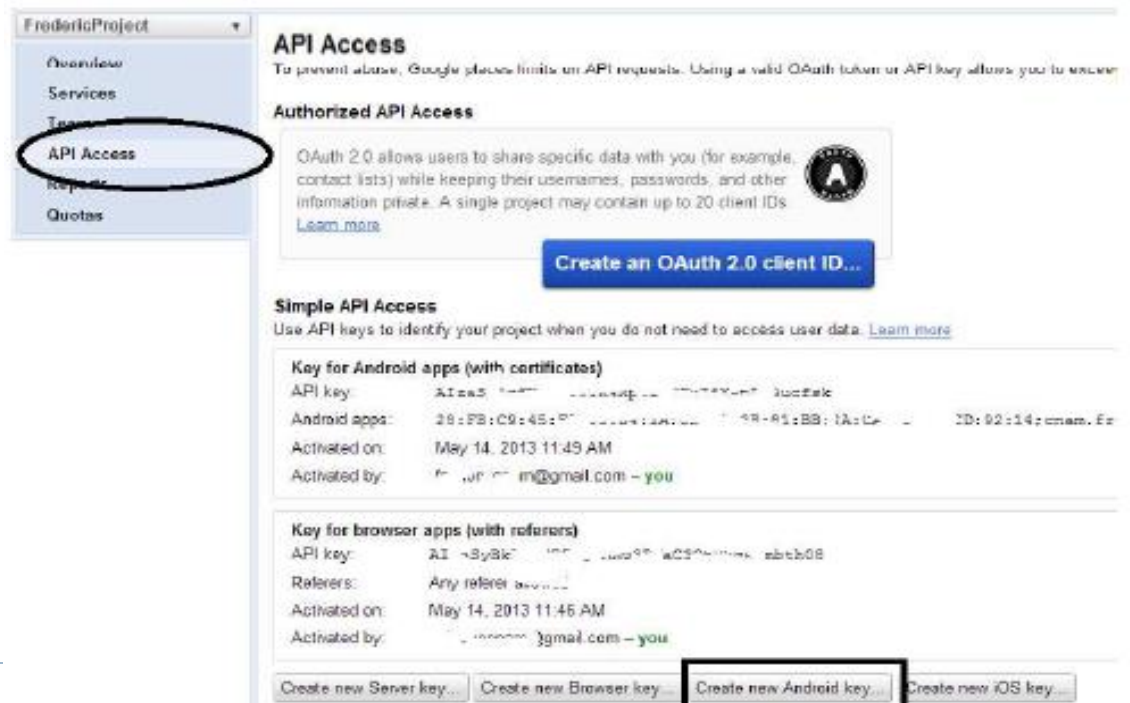 FredericProject
Overview
Services
API Access
Reports
Quotas
API Access
To prevent abuse, Google places limits on API requests. Using a valid OAuth token or API key allows you to
Authorized API Access
OAuth 2.0 allows users to share specific data with you (for example,
contact lists) while keeping their usernames, passwords, and other
information private. A single project may contain up to 20 client IDs.
Learn more
Create an OAuth 2.0 client ID...
Simple API Access
Use API keys to identify your project when you do not need to access user data. Learn more
Key for Android apps (with certificates)
API key:
Android apps:
Activated on: May 14, 2013 11:49 AM
Activated by: m@gmail.com – you
Key for browser apps (with referers)
API key:
Referers: Any referer
Activated on: May 14, 2013 11:46 AM
Activated by: @gmail.com – you
Create new Server key...
Create new Browser key...
Create new Android key...
Create new iOS key...